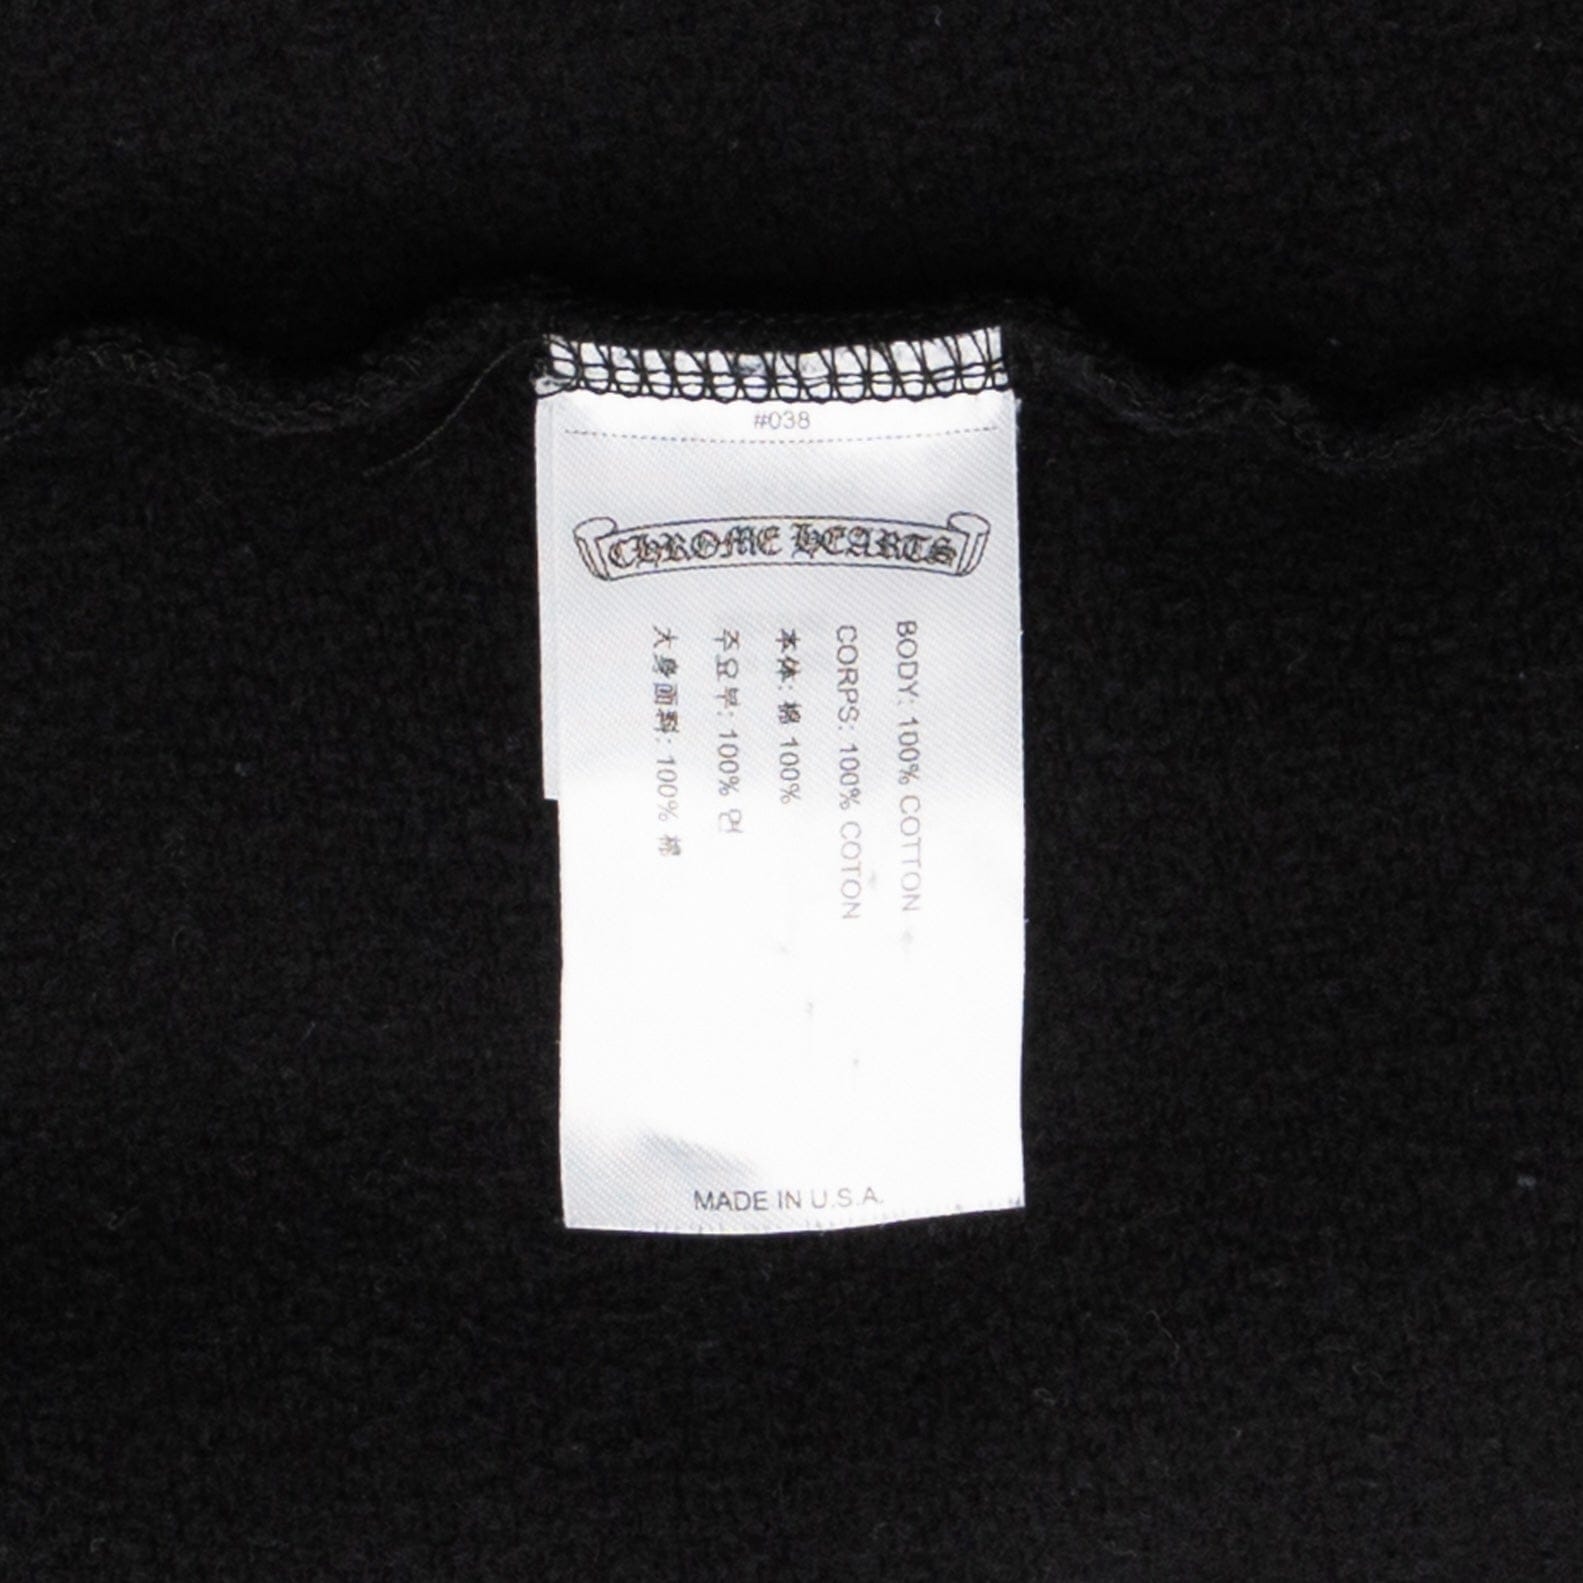 #038
CHROME HEARTS
BODY: 100% COTTON
CORPS: 100% COTON
本体: 棉 100%
주요부: 100% 면
大身面料: 100% 棉
MADE IN U.S.A.